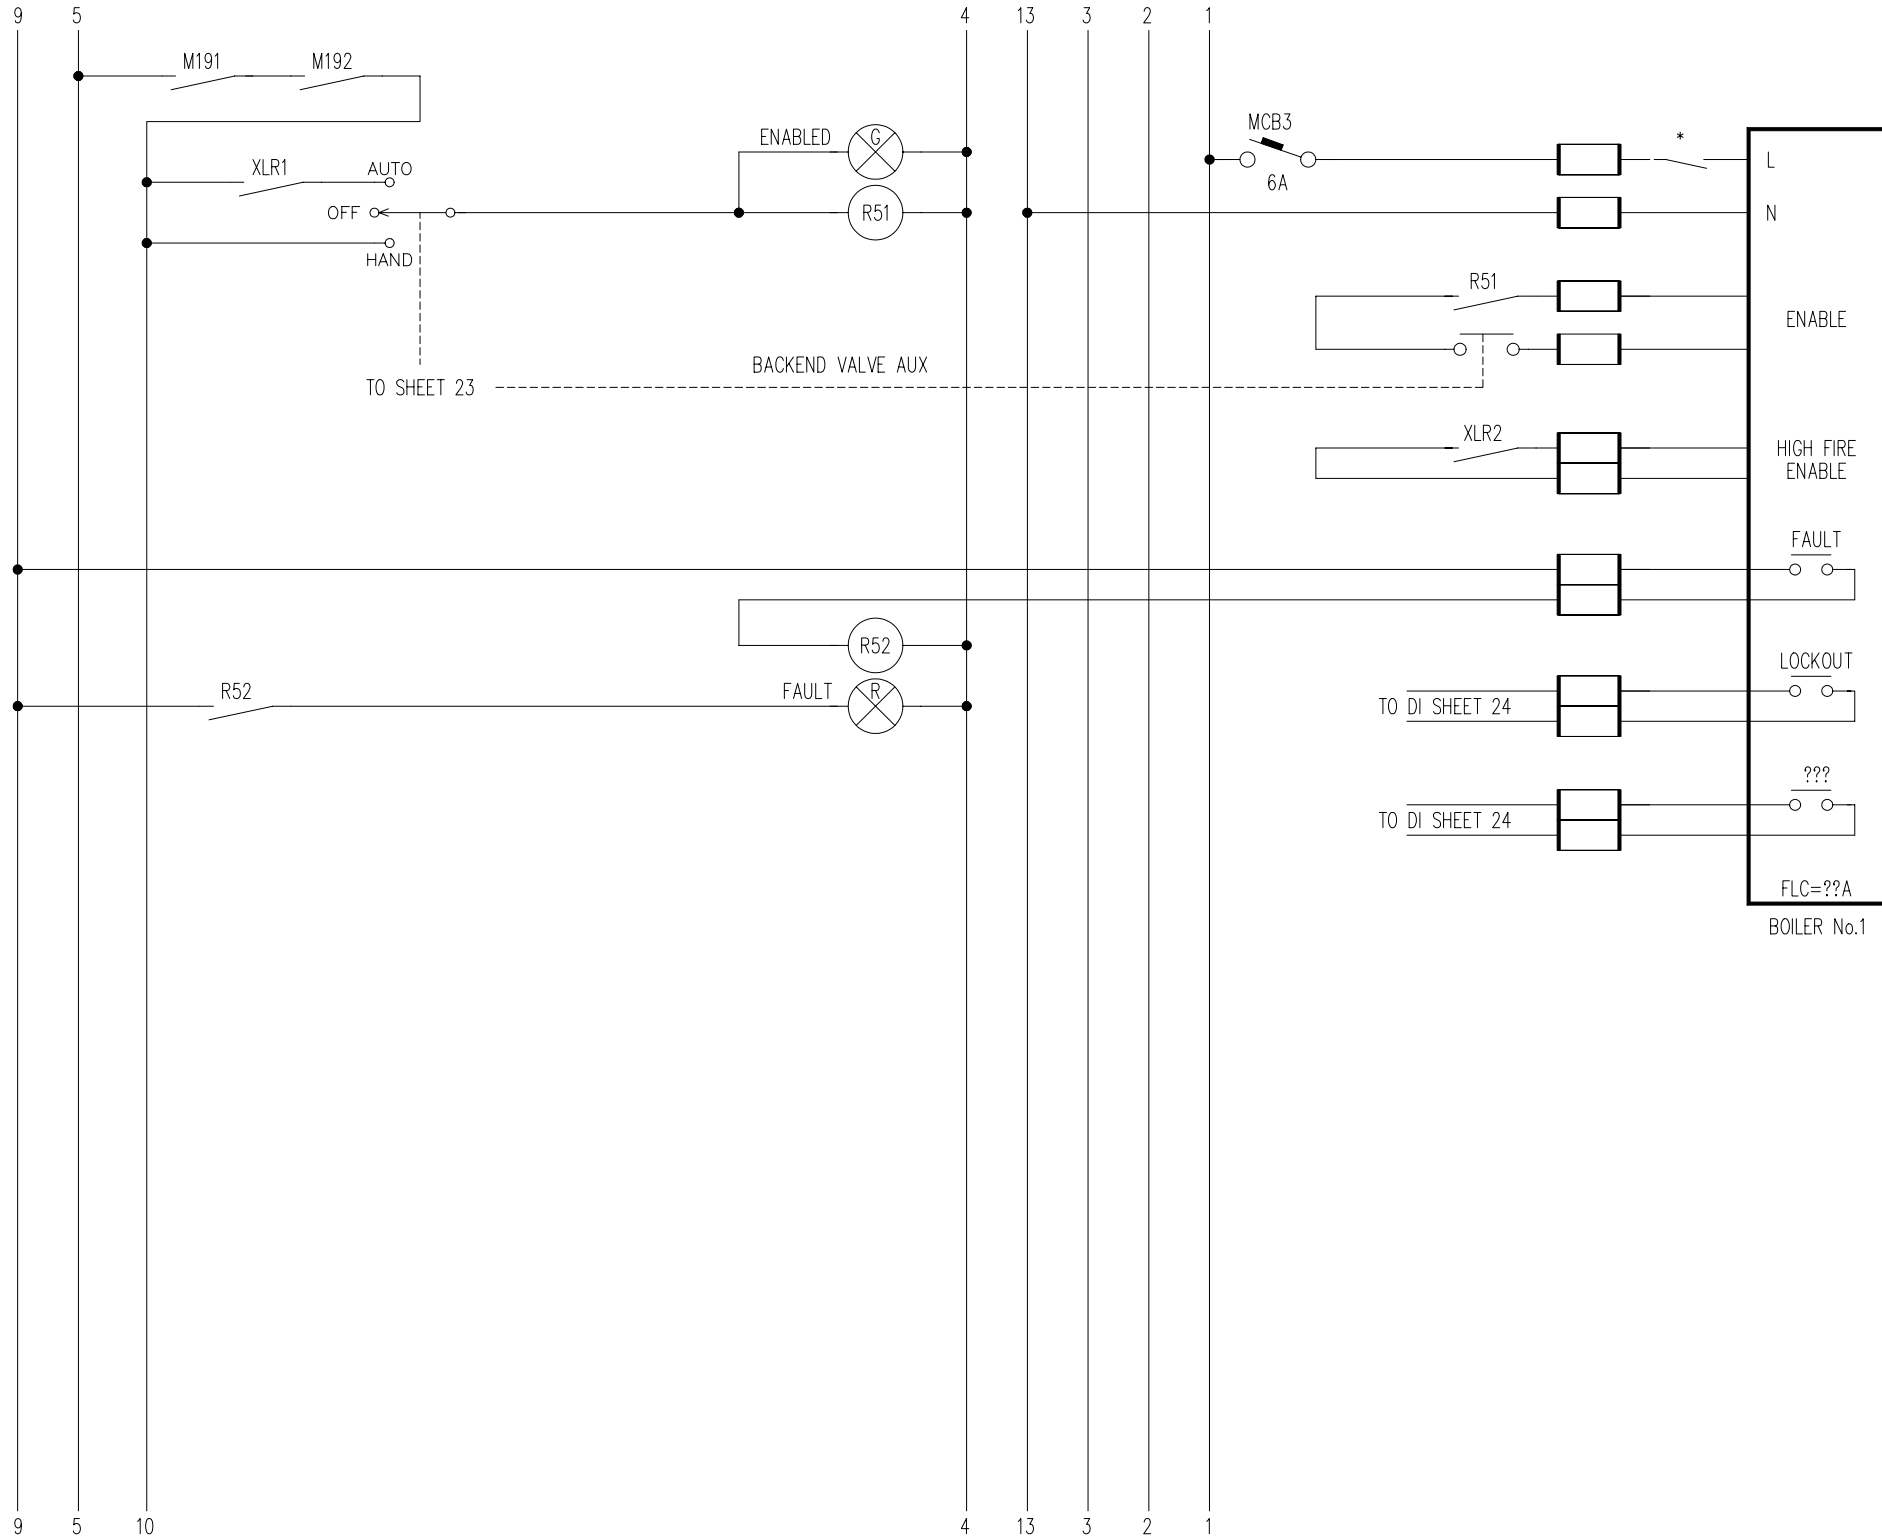 9 5 4 13 3 2 1
M191 M192
MCB3
6A
*
ENABLED G
XLR1 AUTO
OFF
HAND
R51
L
N
R51
ENABLE
BACKEND VALVE AUX
TO SHEET 23
XLR2
HIGH FIRE
ENABLE
FAULT
R52
LOCKOUT
R52
FAULT R
TO DI SHEET 24
???
TO DI SHEET 24
FLC=??A
BOILER No.1
9 5 10 4 13 3 2 1